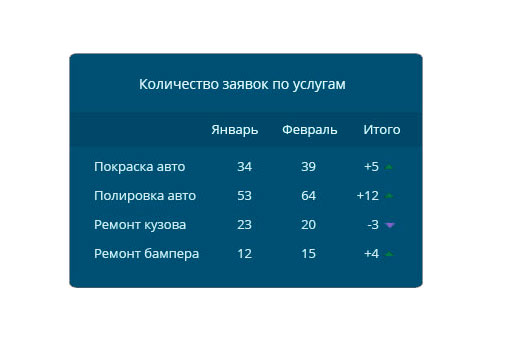 Количество заявок по услугам
Январь Февраль Итого
Покраска авто 34 39 +5
Полировка авто 53 64 +12
Ремонт кузова 23 20 -3
Ремонт бампера 12 15 +4